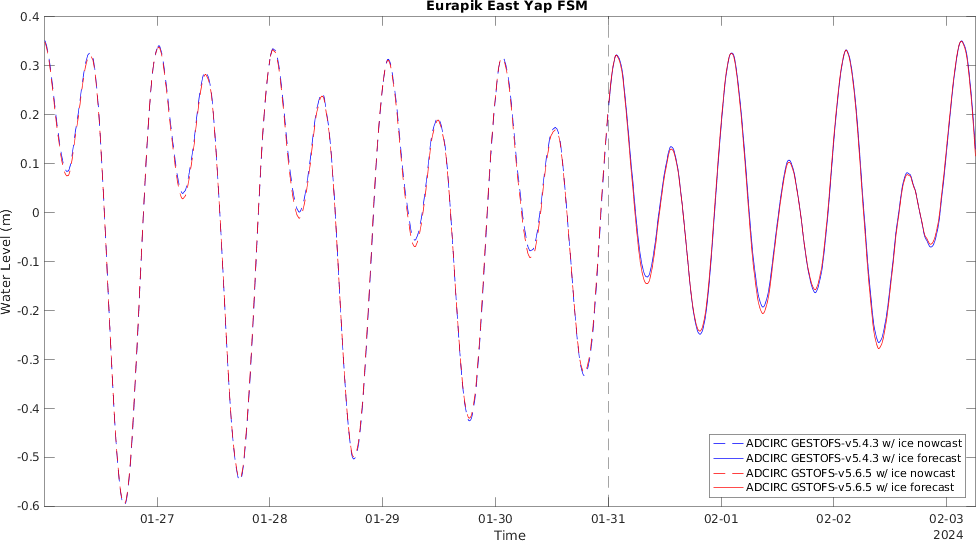 Eurapik East Yap FSM
0.4
0.3
0.2
0.1
0
-0.1
-0.2
-0.3
-0.4
-0.5
-0.6
Water Level (m)
01-27
01-28
01-29
01-30
01-31
02-01
02-02
02-03
2024
Time
ADCIRC GESTOFS-v5.4.3 w/ ice nowcast
ADCIRC GESTOFS-v5.4.3 w/ ice forecast
ADCIRC GSTOFS-v5.6.5 w/ ice nowcast
ADCIRC GSTOFS-v5.6.5 w/ ice forecast